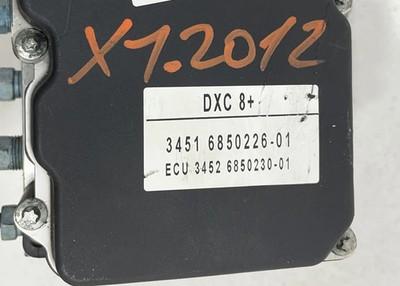 X1.2012
DXC 8+
3451 6850226-01
ECU 3452 6850230-01